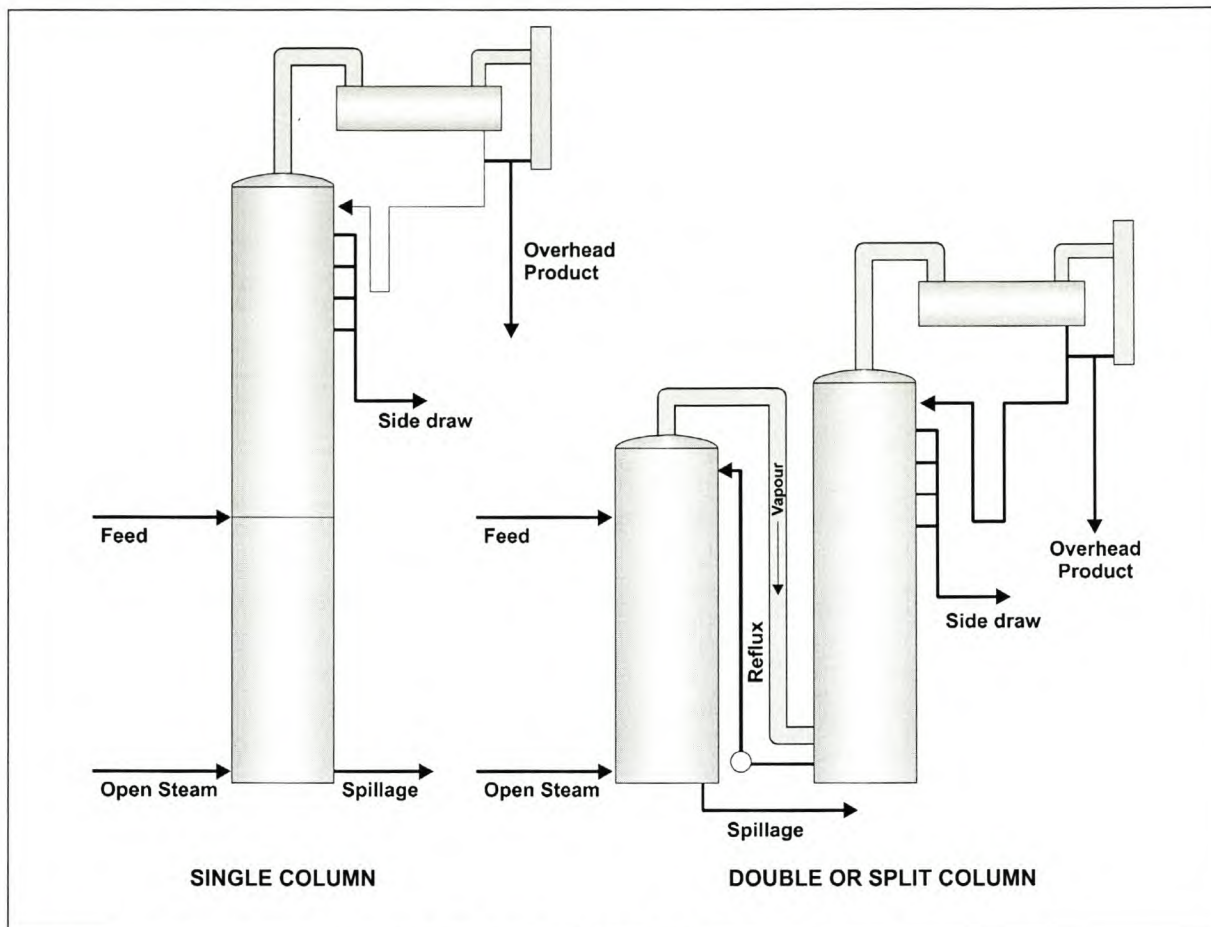 Overhead
Product
Side draw
Feed
Open Steam
Spillage
SINGLE COLUMN
Vapour
Reflux
Overhead
Product
Side draw
Feed
Open Steam
Spillage
DOUBLE OR SPLIT COLUMN